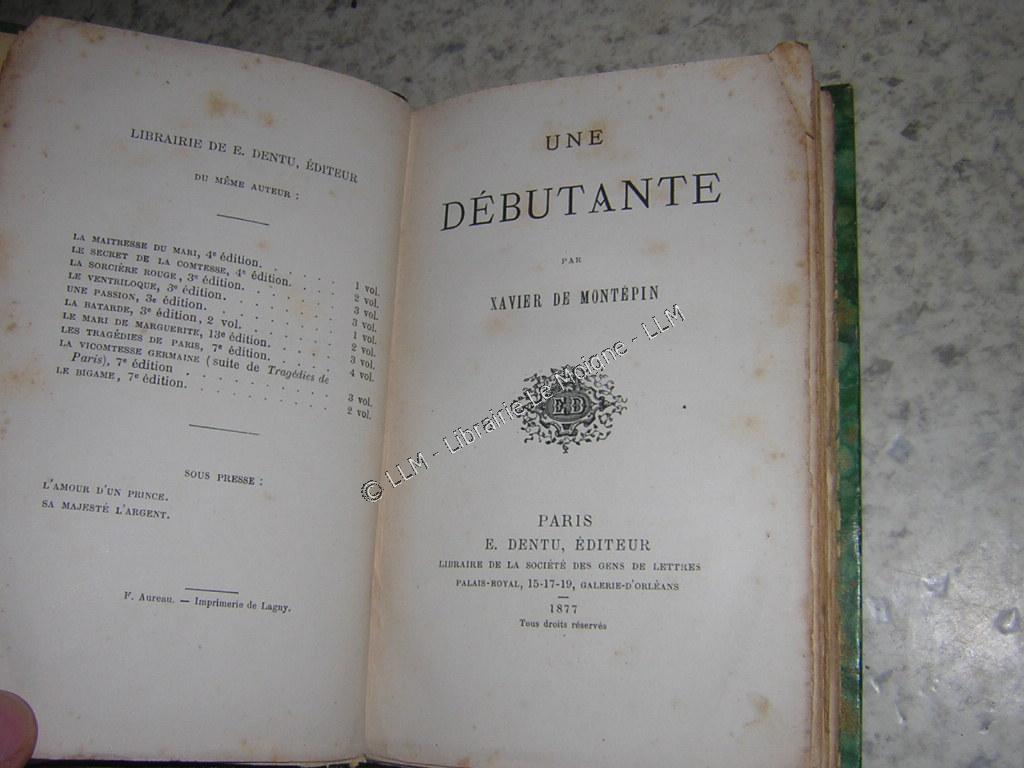 LIBRAIRIE DE E. DENTU, ÉDITEUR
DU MÊME AUTEUR :
LA MAITRESSE DU MARI, 4e édition. . . . . . 1 vol.
LE SECRET DE LA COMTESSE, 4e édition. . . . 2 vol.
LA SORCIÈRE ROUGE, 3e édition. . . . . . . 3 vol.
LE VENTRILOQUE, 3e édition. . . . . . . . 3 vol.
UNE PASSION, 3e édition. . . . . . . . . 1 vol.
LA BATARDE, 3e édition, 2 vol. . . . . . . 2 vol.
LE MARI DE MARGUERITE, 13e édition. . . . . 3 vol.
LES TRAGÉDIES DE PARIS, 7e édition. . . . . 4 vol.
LA VICOMTESSE GERMAINE (suite de Tragédies de
Paris), 7e édition . . . . . . . . . . 3 vol.
LE BIGAME, 7e édition. . . . . . . . . . 2 vol.
SOUS PRESSE :
L'AMOUR D'UN PRINCE.
SA MAJESTÉ L'ARGENT.
F. Aureau. — Imprimerie de Lagny.
UNE
DÉBUTANTE
PAR
XAVIER DE MONTÉPIN
© LLM - Librairie Le Moigne - LLM
PARIS
E. DENTU, ÉDITEUR
LIBRAIRE DE LA SOCIÉTÉ DES GENS DE LETTRES
PALAIS-ROYAL, 15-17-19, GALERIE-D'ORLÉANS
1877
Tous droits réservés